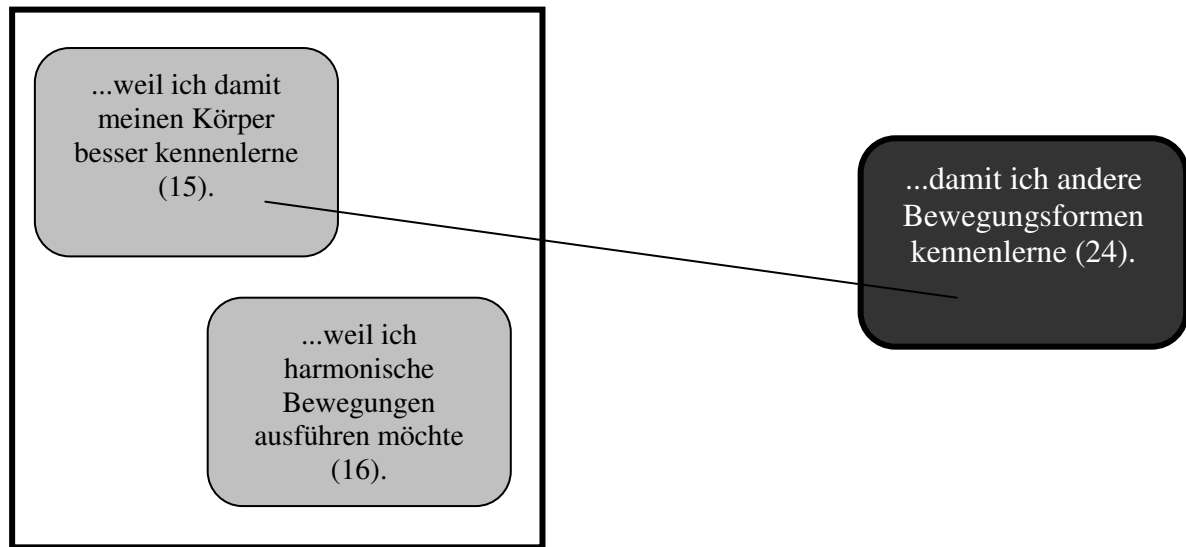 ...weil ich damit
meinen Körper
besser kennenlerne
(15).
...damit ich andere
Bewegungsformen
kennenlerne (24).
...weil ich
harmonische
Bewegungen
ausführen möchte
(16).